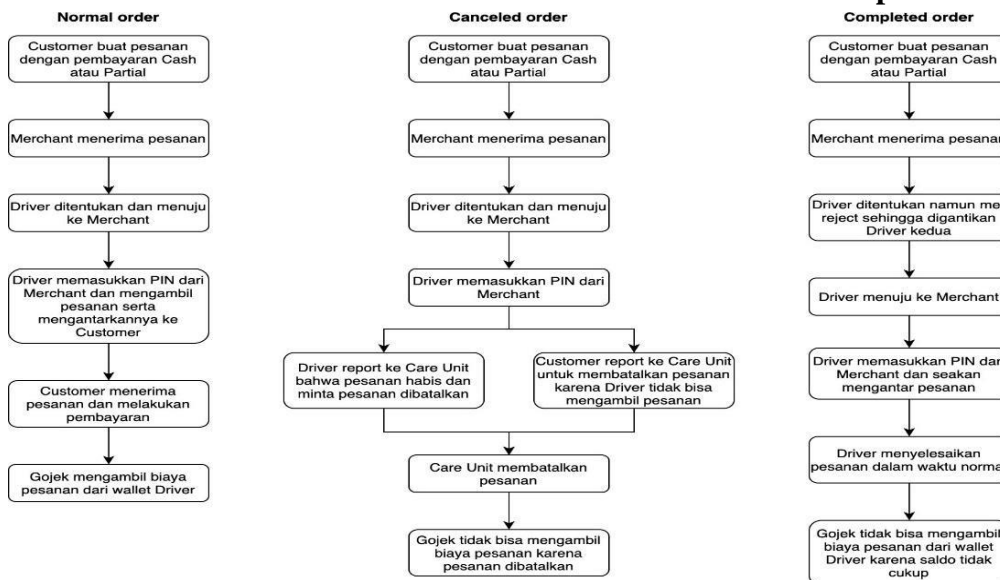 Normal order
Customer buat pesanan
dengan pembayaran Cash
atau Partial
Merchant menerima pesanan
Driver ditentukan dan menuju
ke Merchant
Driver memasukkan PIN dari
Merchant dan mengambil
pesanan serta
mengantarkannya ke
Customer
Customer menerima
pesanan dan melakukan
pembayaran
Gojek mengambil biaya
pesanan dari wallet Driver
Canceled order
Customer buat pesanan
dengan pembayaran Cash
atau Partial
Merchant menerima pesanan
Driver ditentukan dan menuju
ke Merchant
Driver memasukkan PIN dari
Merchant
Driver report ke Care Unit
bahwa pesanan habis dan
minta pesanan dibatalkan
Customer report ke Care Unit
untuk membatalkan pesanan
karena Driver tidak bisa
mengambil pesanan
Care Unit membatalkan
pesanan
Gojek tidak bisa mengambil
biaya pesanan karena
pesanan dibatalkan
Completed order
Customer buat pesanan
dengan pembayaran Cash
atau Partial
Merchant menerima pesanan
Driver ditentukan namun me
reject sehingga digantikan
Driver kedua
Driver menuju ke Merchant
Driver memasukkan PIN dari
Merchant dan seakan
mengantar pesanan
Driver menyelesaikan
pesanan dalam waktu norma
Gojek tidak bisa mengambil
biaya pesanan dari wallet
Driver karena saldo tidak
cukup